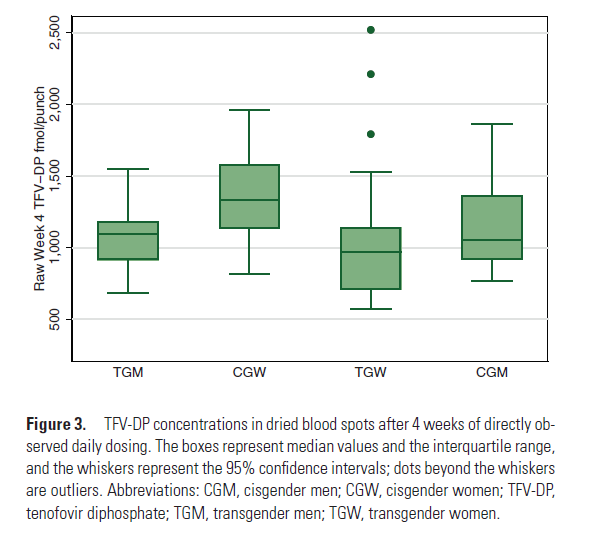 2,500
2,000
1,500
1,000
500
Raw Week 4 TFV–DP fmol/punch
TGM CGW TGW CGM
Figure 3. TFV-DP concentrations in dried blood spots after 4 weeks of directly ob-
served daily dosing. The boxes represent median values and the interquartile range,
and the whiskers represent the 95% confidence intervals; dots beyond the whiskers
are outliers. Abbreviations: CGM, cisgender men; CGW, cisgender women; TFV-DP,
tenofovir diphosphate; TGM, transgender men; TGW, transgender women.